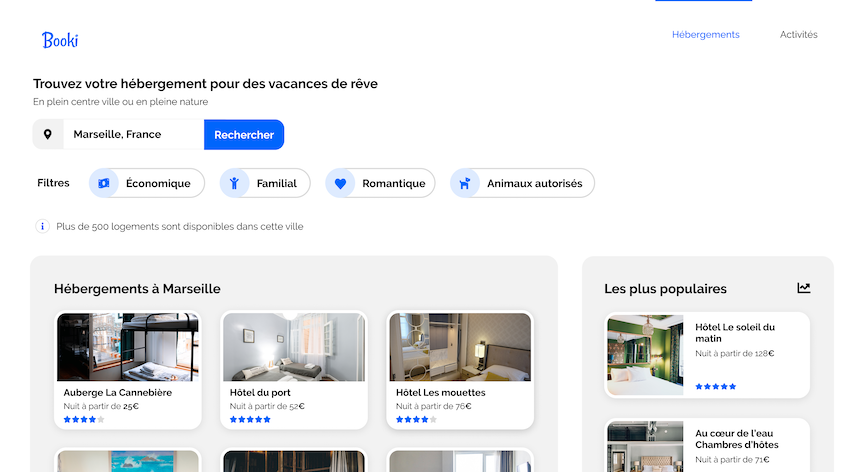 Booki
Hébergements
Activités
Trouvez votre hébergement pour des vacances de rêve
En plein centre ville ou en pleine nature
Marseille, France
Rechercher
Filtres
Économique
Familial
Romantique
Animaux autorisés
Plus de 500 logements sont disponibles dans cette ville
Hébergements à Marseille
Auberge La Cannebière
Nuit à partir de 25€
Hôtel du port
Nuit à partir de 52€
Hôtel Les mouettes
Nuit à partir de 76€
Les plus populaires
Hôtel Le soleil du
matin
Nuit à partir de 128€
Au cœur de l'eau
Chambres d'hôtes
Nuit à partir de 71€